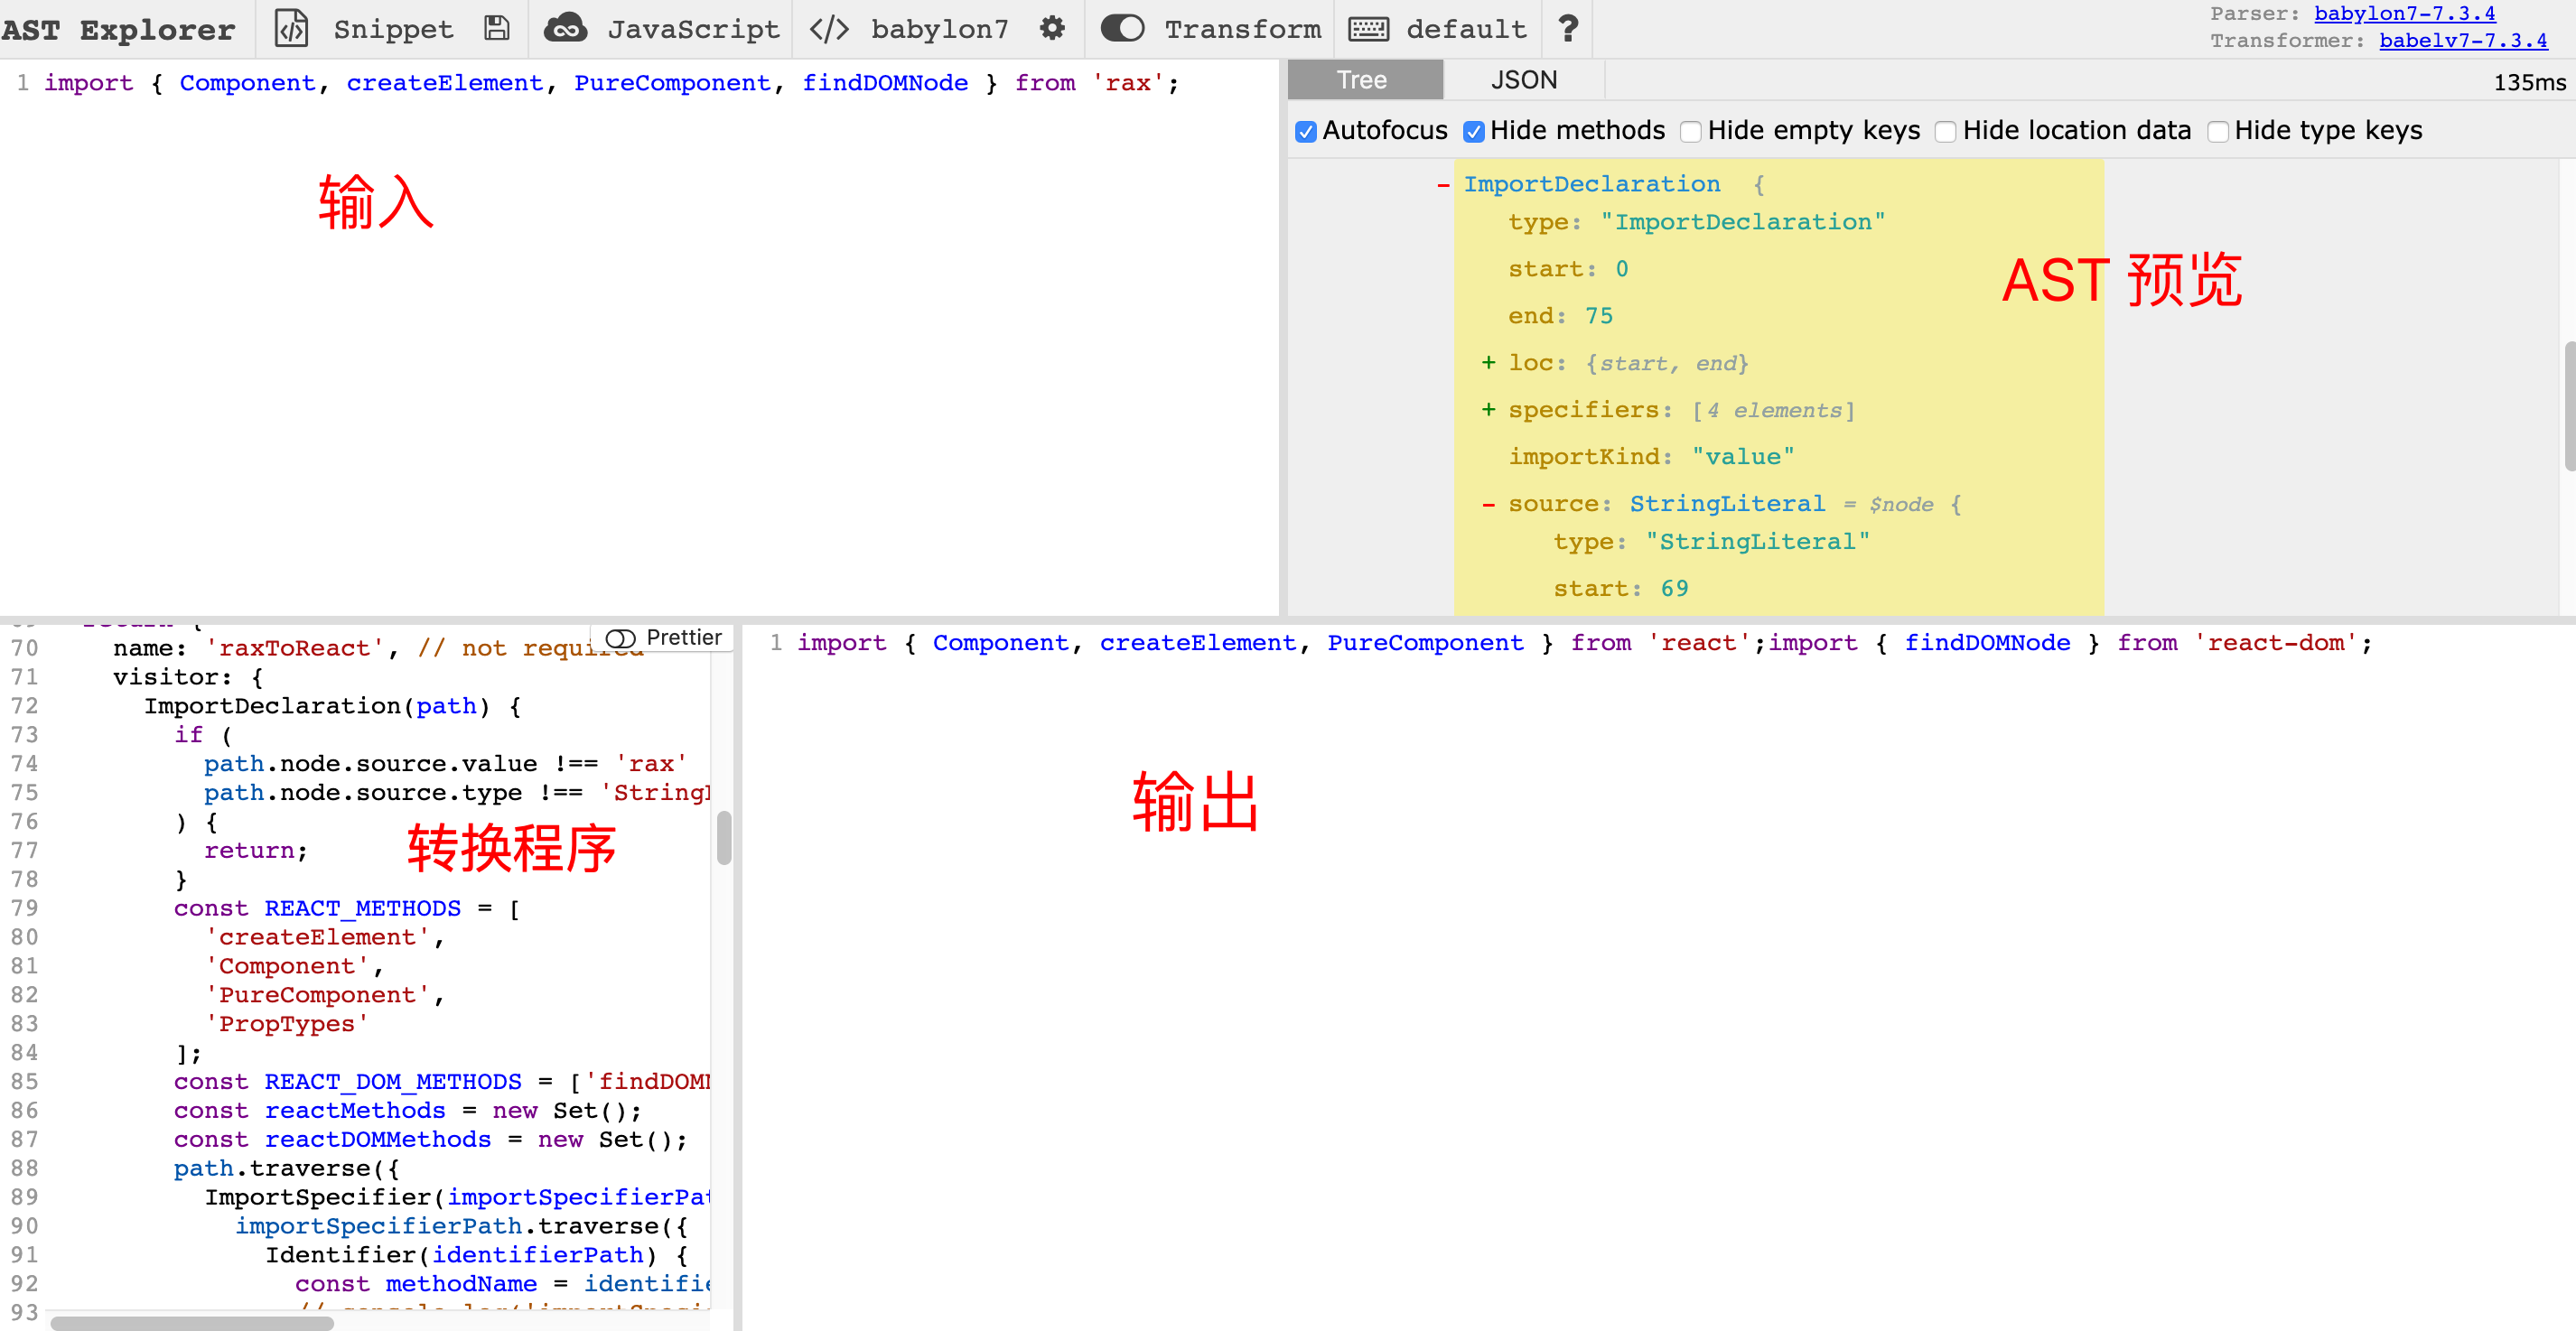 AST Explorer Snippet JavaScript </> babylon7 Transform default ?
Parser: babylon7-7.3.4
Transformer: babelv7-7.3.4
1 import { Component, createElement, PureComponent, findDOMNode } from 'rax';
输入
Tree JSON 135ms
Autofocus Hide methods Hide empty keys Hide location data Hide type keys
- ImportDeclaration {
type: "ImportDeclaration"
start: 0
end: 75
+ loc: {start, end}
+ specifiers: [4 elements]
importKind: "value"
- source: StringLiteral = $node {
type: "StringLiteral"
start: 69
AST 预览
Prettier
70 name: 'raxToReact', // not required
71 visitor: {
72 ImportDeclaration(path) {
73 if (
74 path.node.source.value !== 'rax'
75 path.node.source.type !== 'String
76 ) {
77 return;
78 }
79 const REACT_METHODS = [
80 'createElement',
81 'Component',
82 'PureComponent',
83 'PropTypes'
84 ];
85 const REACT_DOM_METHODS = ['findDOM
86 const reactMethods = new Set();
87 const reactDOMMethods = new Set();
88 path.traverse({
89 ImportSpecifier(importSpecifierPat
90 importSpecifierPath.traverse({
91 Identifier(identifierPath) {
92 const methodName = identifie
93
转换程序
1 import { Component, createElement, PureComponent } from 'react';import { findDOMNode } from 'react-dom';
输出